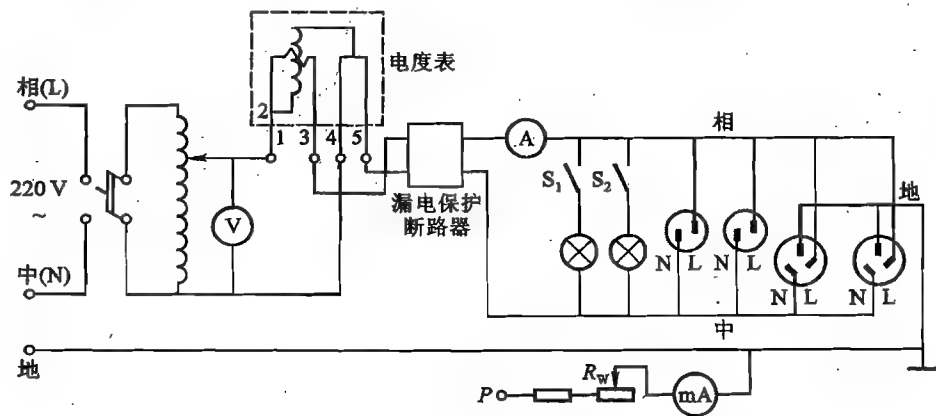 相(L)
220 V
~
中(N)
地
V
电度表
2
1 3 4 5
漏电保护
断路器
A
相
S₁ S₂
地
N L N L
N L N L
中
P
R_W
mA